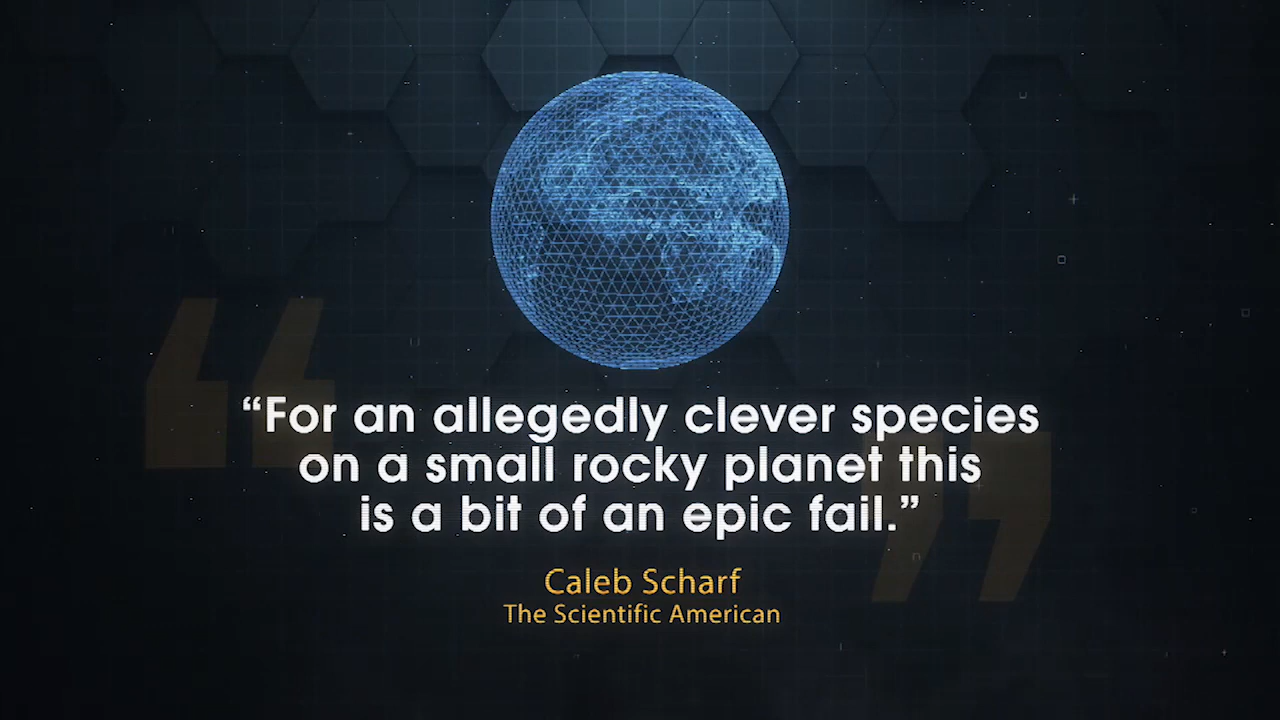 “For an allegedly clever species
on a small rocky planet this
is a bit of an epic fail.”
Caleb Scharf
The Scientific American